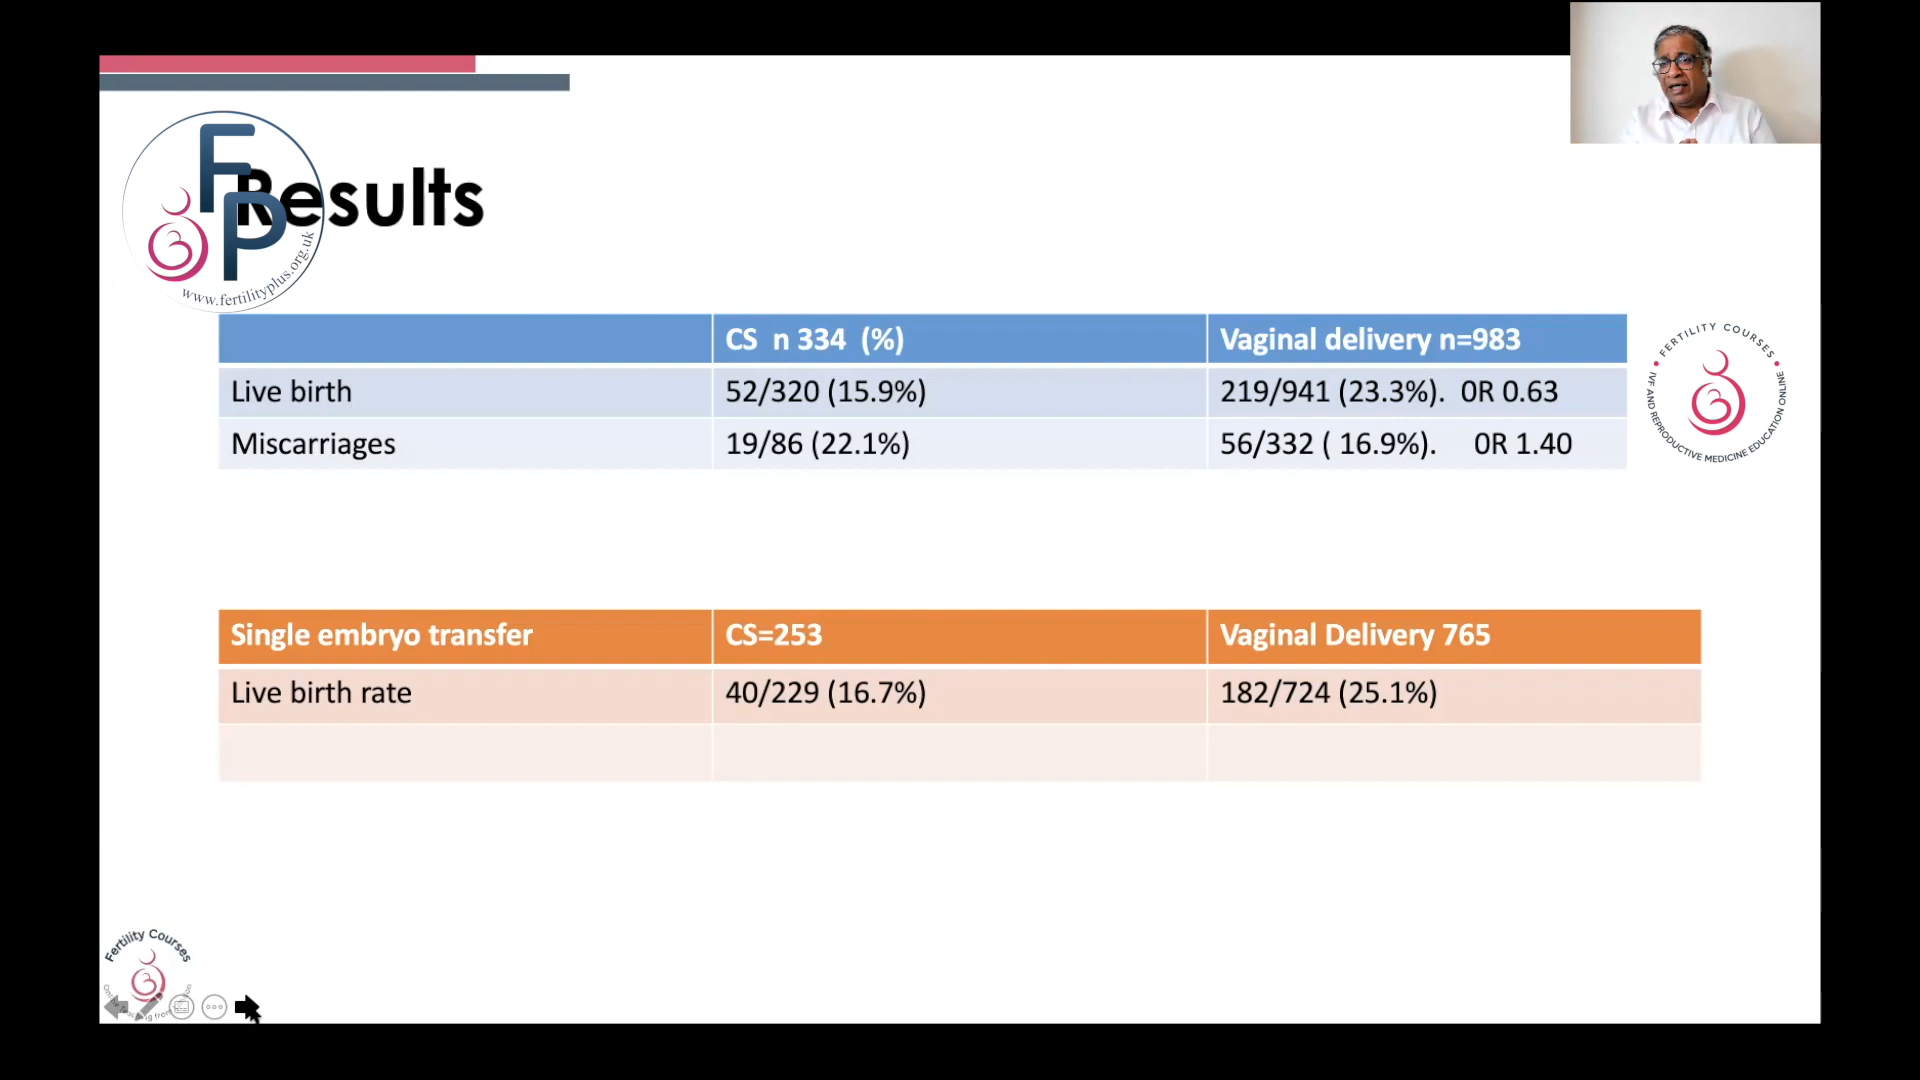 Results
www.fertilityplus.org.uk
CS n 334 (%)
Vaginal delivery n=983
Live birth
52/320 (15.9%)
219/941 (23.3%). 0R 0.63
Miscarriages
19/86 (22.1%)
56/332 ( 16.9%). 0R 1.40
FERTILITY COURSES
IVF AND REPRODUCTIVE MEDICINE EDUCATION ONLINE
Single embryo transfer
CS=253
Vaginal Delivery 765
Live birth rate
40/229 (16.7%)
182/724 (25.1%)
Fertility Courses